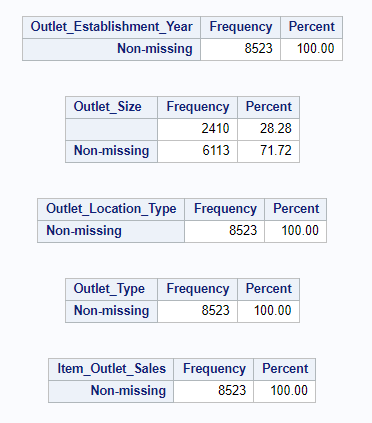 Outlet_Establishment_Year Frequency Percent
Non-missing 8523 100.00
Outlet_Size Frequency Percent
2410 28.28
Non-missing 6113 71.72
Outlet_Location_Type Frequency Percent
Non-missing 8523 100.00
Outlet_Type Frequency Percent
Non-missing 8523 100.00
Item_Outlet_Sales Frequency Percent
Non-missing 8523 100.00